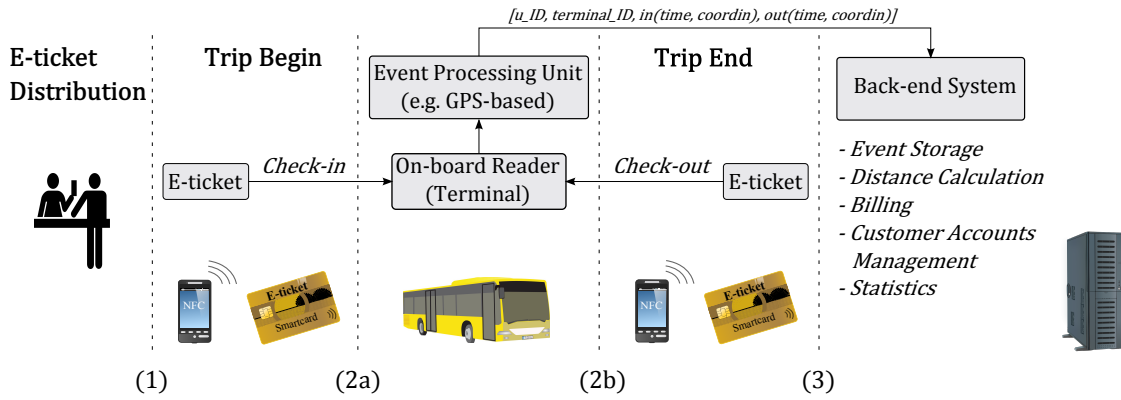 [u_ID, terminal_ID, in(time, coordin), out(time, coordin)]
E-ticket
Distribution
Trip Begin
Event Processing Unit
(e.g. GPS-based)
Trip End
Back-end System
E-ticket
Check-in
On-board Reader
(Terminal)
Check-out
E-ticket
- Event Storage
- Distance Calculation
- Billing
- Customer Accounts
Management
- Statistics
NFC
E-ticket
Smartcard
NFC
E-ticket
Smartcard
(1)
(2a)
(2b)
(3)